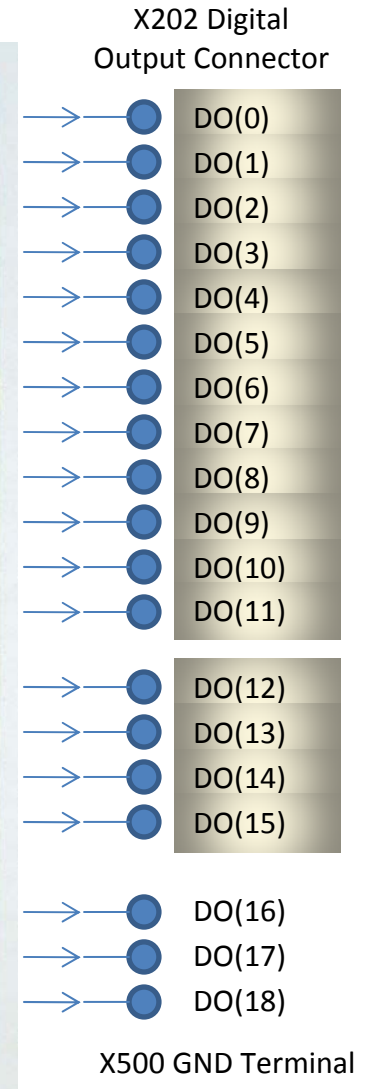 X202 Digital
Output Connector
DO(0)
DO(1)
DO(2)
DO(3)
DO(4)
DO(5)
DO(6)
DO(7)
DO(8)
DO(9)
DO(10)
DO(11)
DO(12)
DO(13)
DO(14)
DO(15)
DO(16)
DO(17)
DO(18)
X500 GND Terminal